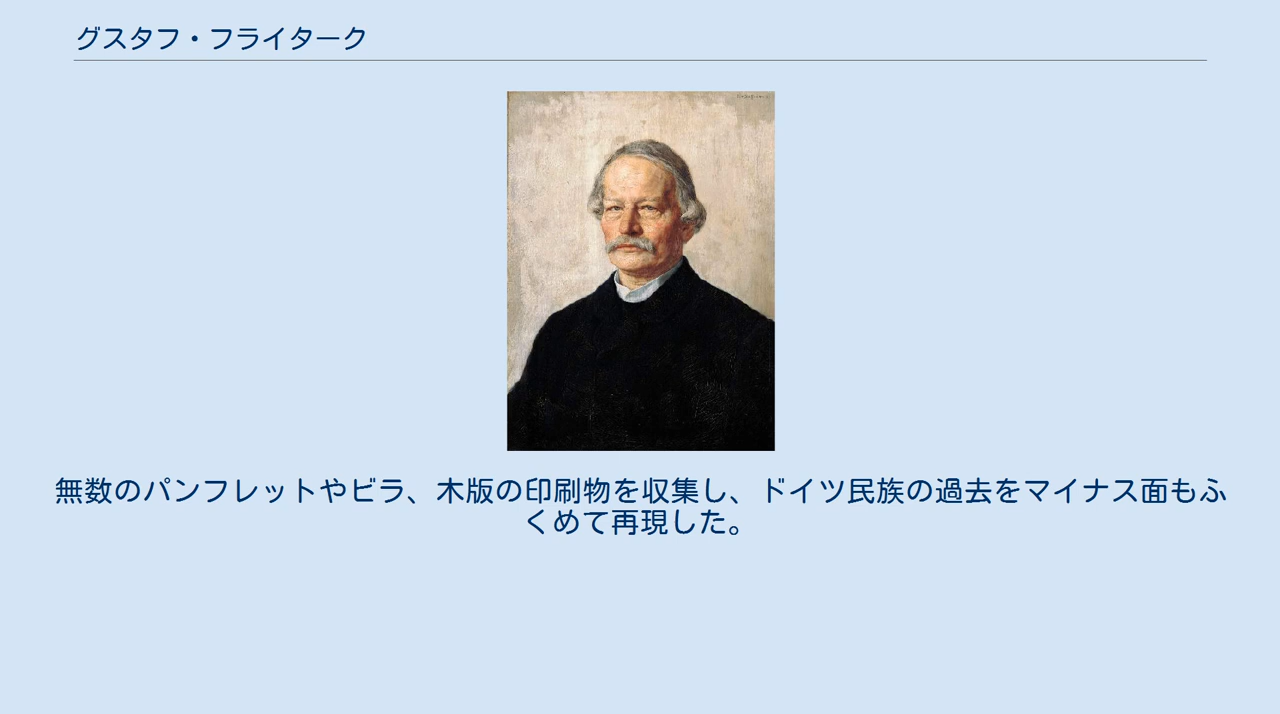 グスタフ・フライターク
無数のパンフレットやビラ、木版の印刷物を収集し、ドイツ民族の過去をマイナス面もふ
くめて再現した。